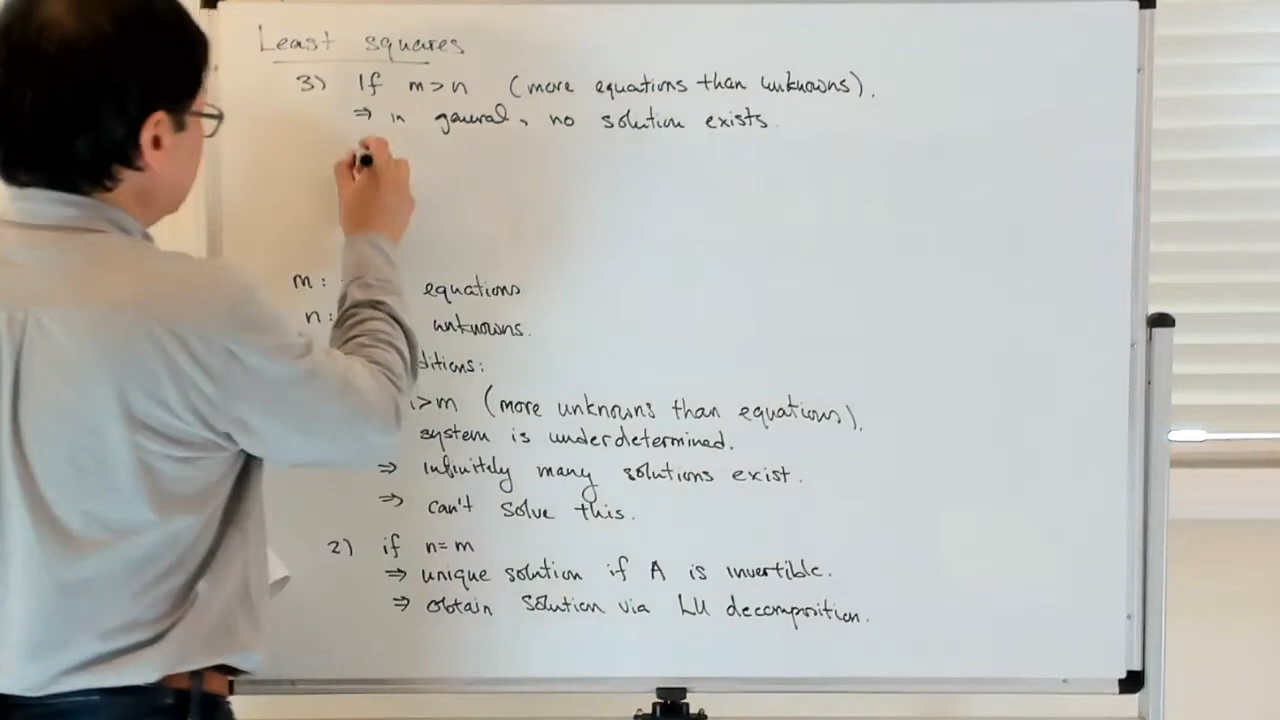 Least squares
3) If m>n (more equations than unknowns).
⇒ in general, no solution exists.
m: equations
n: unknowns.
ditions:
>m (more unknowns than equations).
system is underdetermined.
⇒ infinitely many solutions exist.
⇒ can't solve this.
2) if n=m
⇒ unique solution if A is invertible.
⇒ obtain solution via LU decomposition.